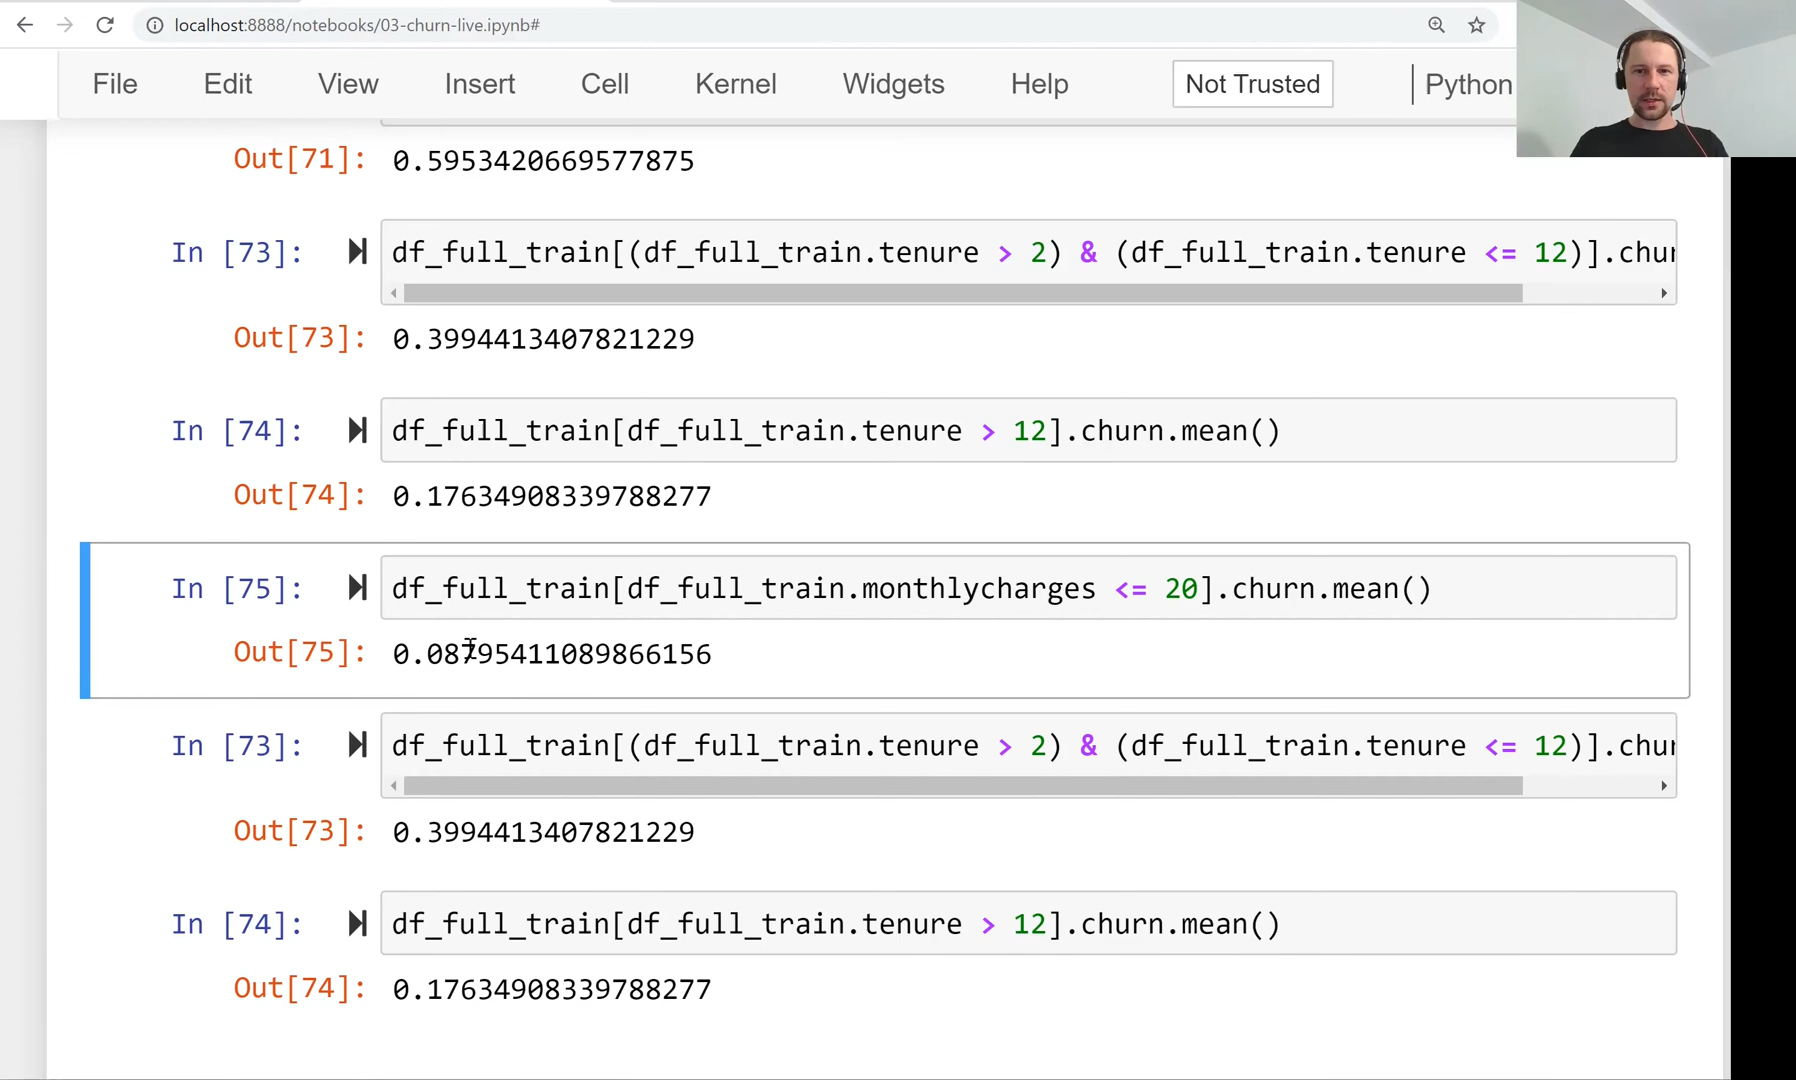 localhost:8888/notebooks/03-churn-live.ipynb#
File Edit View Insert Cell Kernel Widgets Help Not Trusted Python
Out[71]: 0.5953420669577875
In [73]: df_full_train[(df_full_train.tenure > 2) & (df_full_train.tenure <= 12)].chur
Out[73]: 0.3994413407821229
In [74]: df_full_train[df_full_train.tenure > 12].churn.mean()
Out[74]: 0.17634908339788277
In [75]: df_full_train[df_full_train.monthlycharges <= 20].churn.mean()
Out[75]: 0.08795411089866156
In [73]: df_full_train[(df_full_train.tenure > 2) & (df_full_train.tenure <= 12)].chur
Out[73]: 0.3994413407821229
In [74]: df_full_train[df_full_train.tenure > 12].churn.mean()
Out[74]: 0.17634908339788277